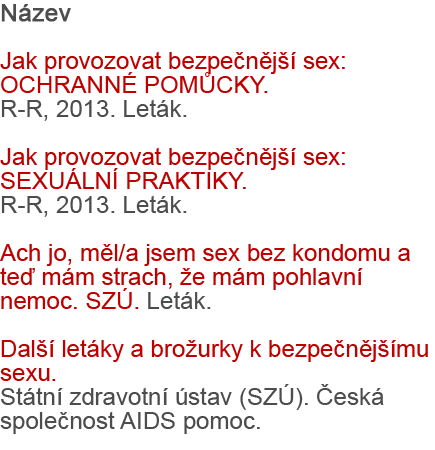 Název
Jak provozovat bezpečnější sex:
OCHRANNÉ POMŮCKY.
R-R, 2013. Leták.
Jak provozovat bezpečnější sex:
SEXUÁLNÍ PRAKTIKY.
R-R, 2013. Leták.
Ach jo, měl/a jsem sex bez kondomu a
teď mám strach, že mám pohlavní
nemoc. SZÚ. Leták.
Další letáky a brožurky k bezpečnějšímu
sexu.
Státní zdravotní ústav (SZÚ). Česká
společnost AIDS pomoc.